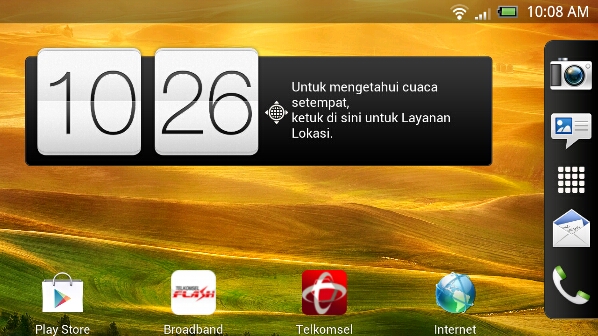 10:08 AM
10 26
Untuk mengetahui cuaca
setempat,
ketuk di sini untuk Layanan
Lokasi.
TELKOMSEL
FLASH
Play Store
Broadband
Telkomsel
Internet